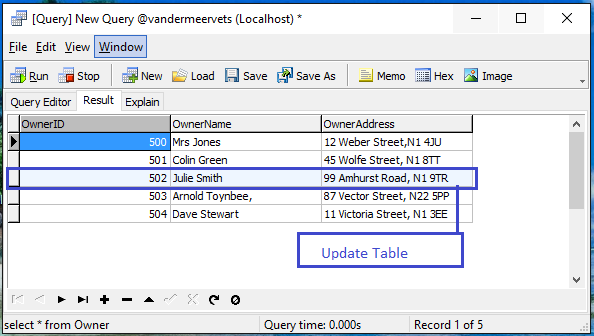 [Query] New Query @vandermeervets (Localhost) *
File Edit View Window
Run Stop New Load Save Save As Memo Hex Image
Query Editor Result Explain
OwnerID OwnerName OwnerAddress
500 Mrs Jones 12 Weber Street,N1 4JU
501 Colin Green 45 Wolfe Street, N1 8TT
502 Julie Smith 99 Amhurst Road, N1 9TR
503 Arnold Toynbee, 87 Vector Street, N22 5PP
504 Dave Stewart 11 Victoria Street, N1 3EE
Update Table
select * from Owner Query time: 0.000s Record 1 of 5